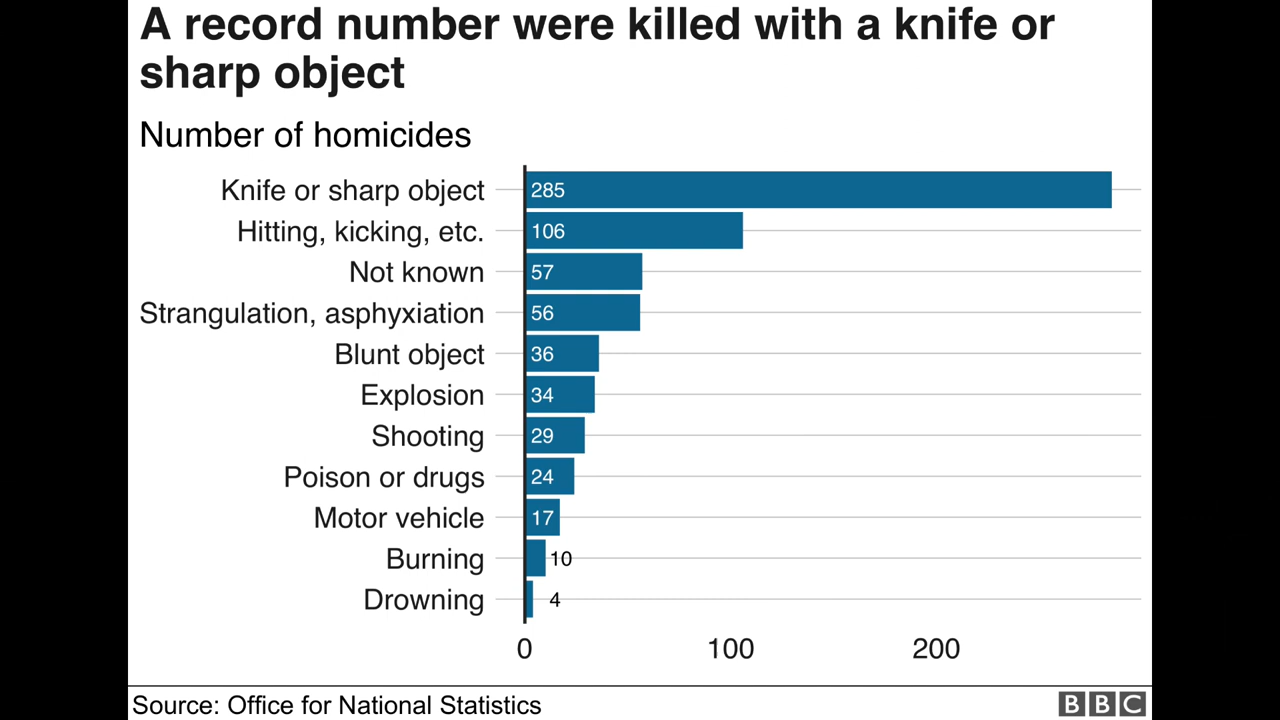 A record number were killed with a knife or
sharp object
Number of homicides
Knife or sharp object 285
Hitting, kicking, etc. 106
Not known 57
Strangulation, asphyxiation 56
Blunt object 36
Explosion 34
Shooting 29
Poison or drugs 24
Motor vehicle 17
Burning 10
Drowning 4
0 100 200
Source: Office for National Statistics BBC